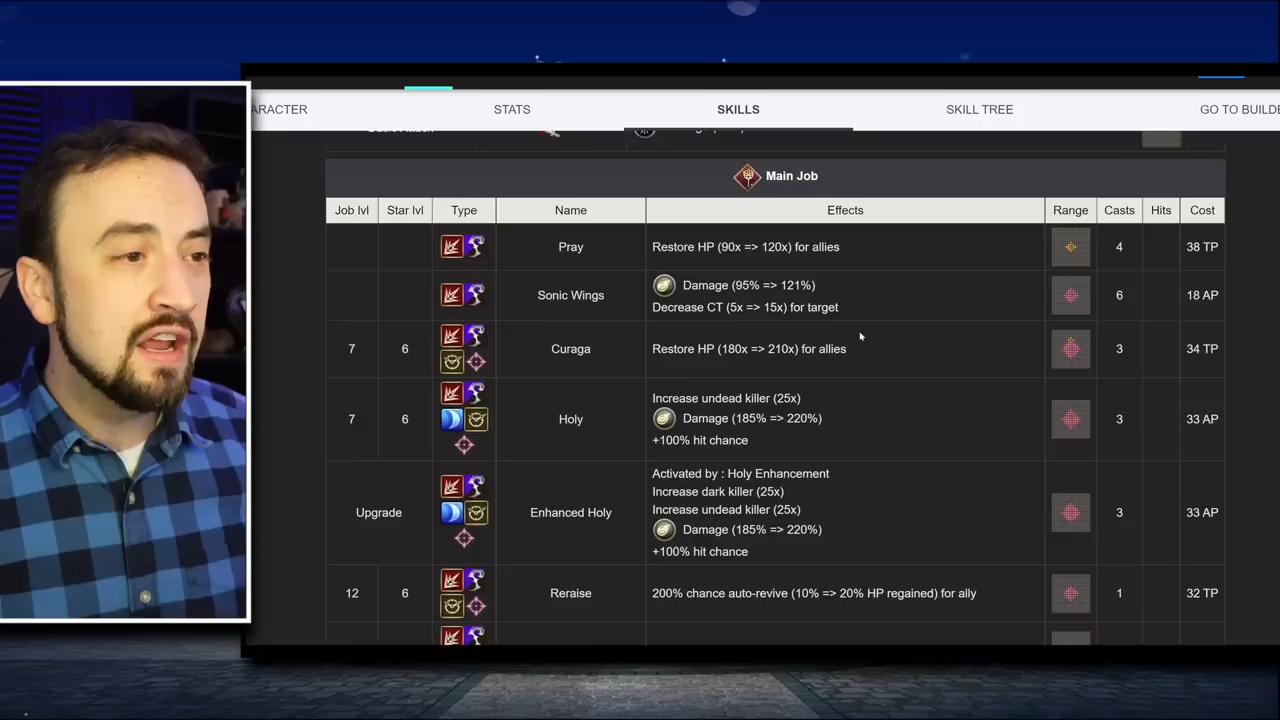 ARACTER
STATS
SKILLS
SKILL TREE
GO TO BUILDE
Main Job
Job lvl
Star lvl
Type
Name
Effects
Range
Casts
Hits
Cost
Pray
Restore HP (90x => 120x) for allies
4
38 TP
Sonic Wings
Damage (95% => 121%)
Decrease CT (5x => 15x) for target
6
18 AP
7
6
Curaga
Restore HP (180x => 210x) for allies
3
34 TP
7
6
Holy
Increase undead killer (25x)
Damage (185% => 220%)
+100% hit chance
3
33 AP
Upgrade
Enhanced Holy
Activated by : Holy Enhancement
Increase dark killer (25x)
Increase undead killer (25x)
Damage (185% => 220%)
+100% hit chance
3
33 AP
12
6
Reraise
200% chance auto-revive (10% => 20% HP regained) for ally
1
32 TP